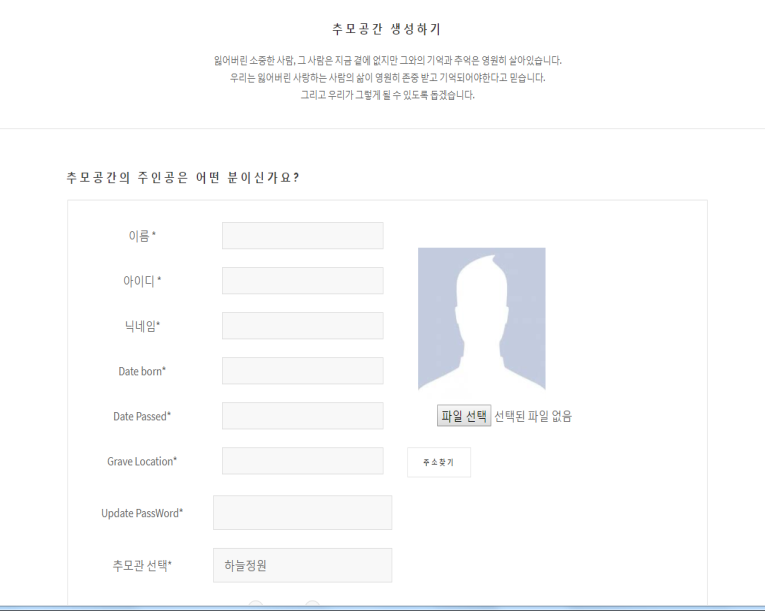 추모공간 생성하기
잃어버린 소중한 사람, 그 사람은 지금 곁에 없지만 그와의 기억과 추억은 영원히 살아있습니다.
우리는 잃어버린 사랑하는 사람의 삶이 영원히 존중 받고 기억되어야한다고 믿습니다.
그리고 우리가 그렇게 될 수 있도록 돕겠습니다.
추모공간의 주인공은 어떤 분이신가요?
이름 *
아이디 *
닉네임*
Date born*
Date Passed*
파일 선택 선택된 파일 없음
Grave Location*
주소찾기
Update PassWord*
추모관 선택*
하늘정원